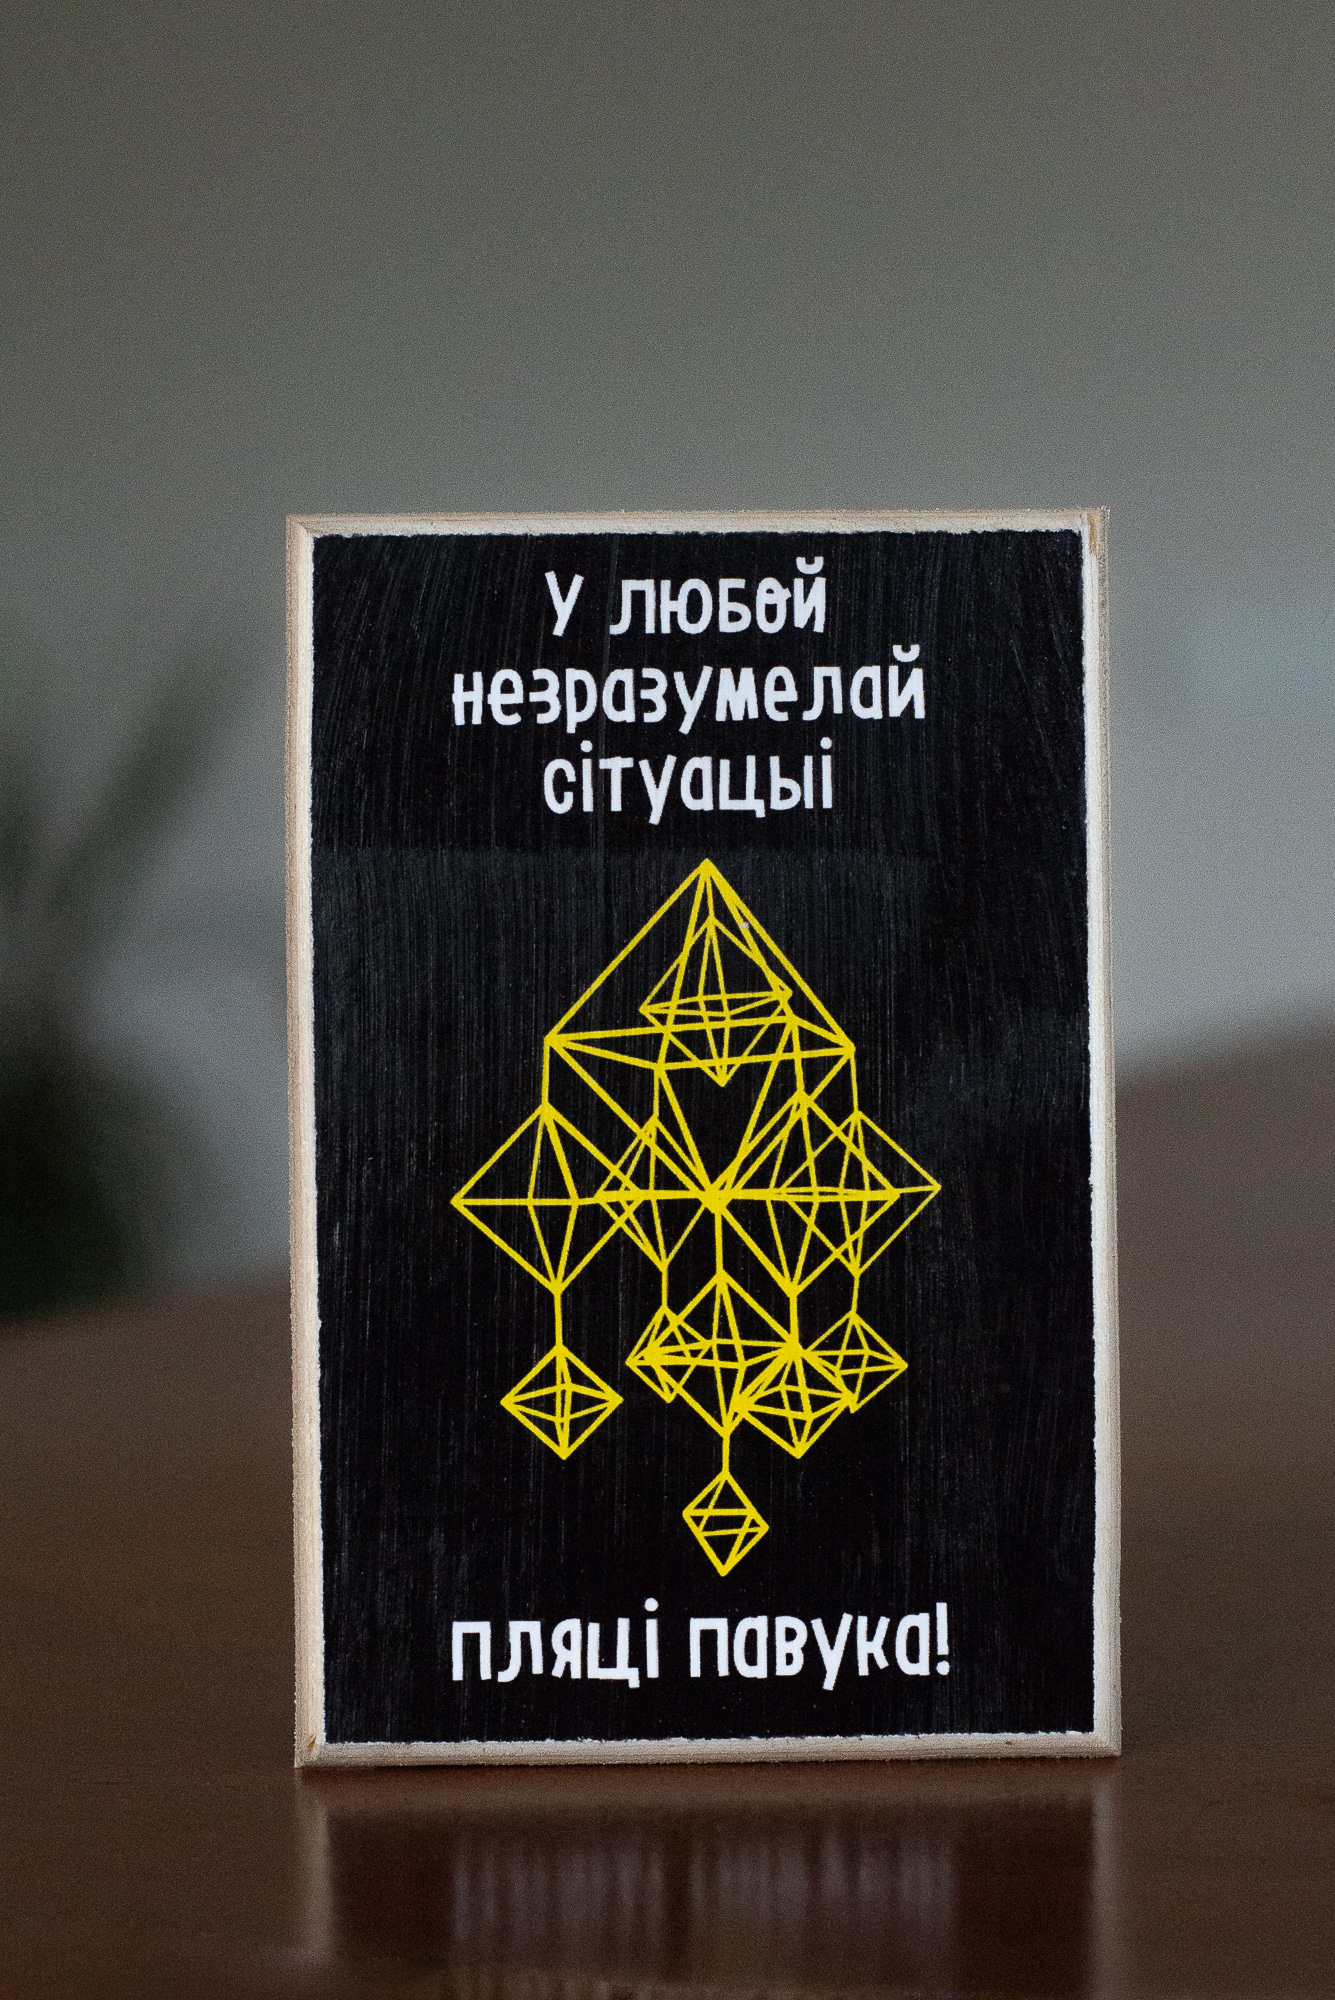 У любой
незразумелай
сітуацыі
пляці павука!